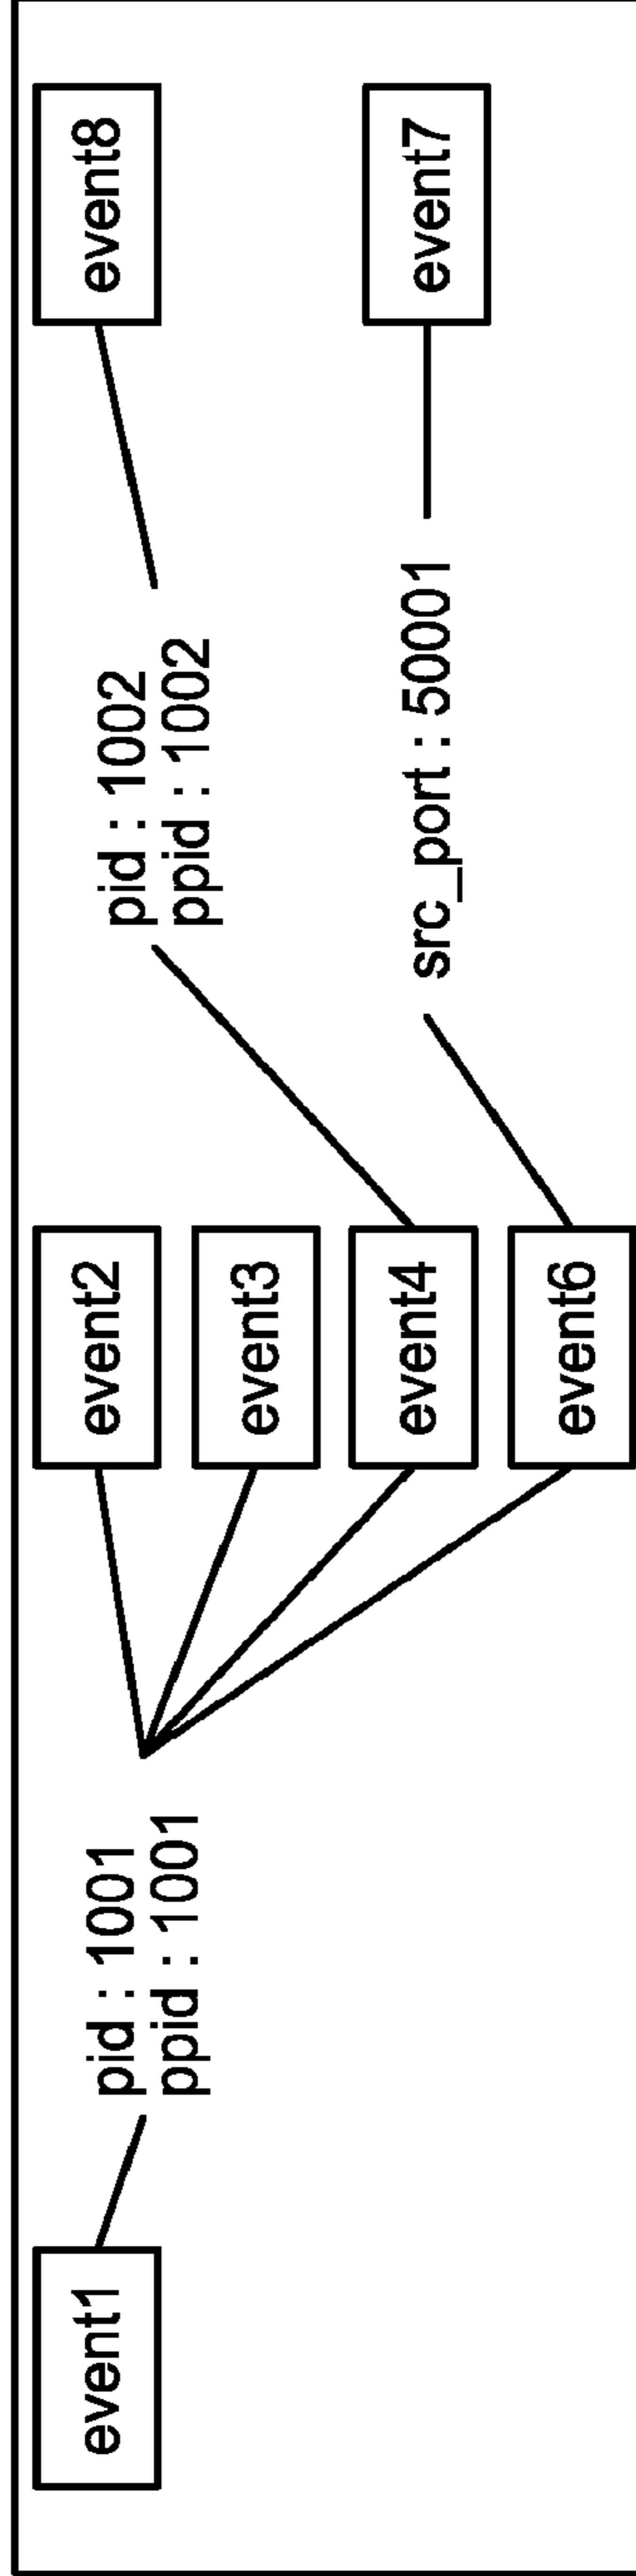 event1
pid : 1001
ppid : 1001
event2
event3
event4
event6
pid : 1002
ppid : 1002
src_port : 50001
event8
event7